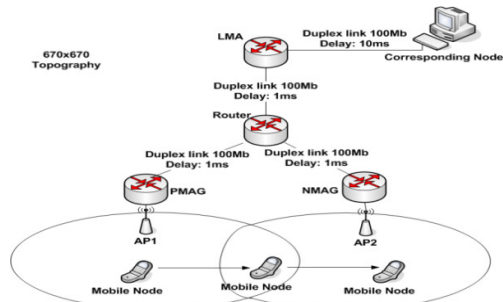 LMA
Duplex link 100Mb
Delay: 10ms
Corresponding Node
670x670
Topography
Duplex link 100Mb
Delay: 1ms
Router
Duplex link 100Mb
Delay: 1ms
Duplex link 100Mb
Delay: 1ms
PMAG
NMAG
AP1
AP2
Mobile Node
Mobile Node
Mobile Node